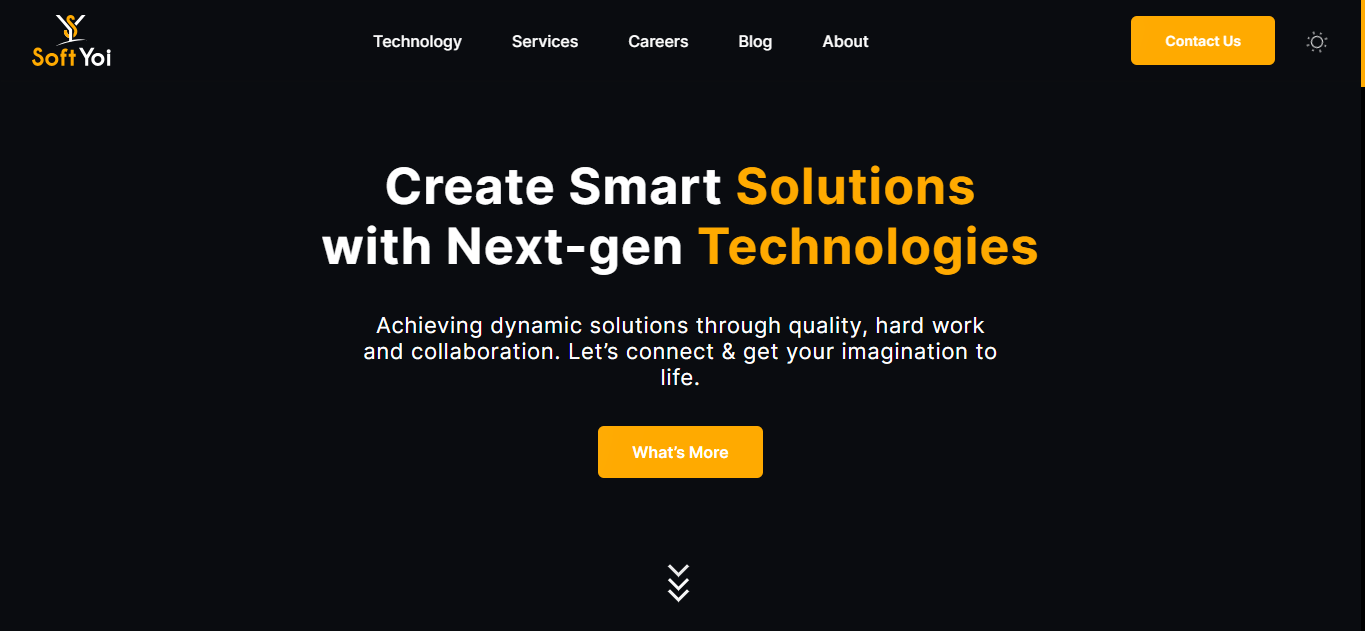 Soft Yoi
Technology
Services
Careers
Blog
About
Contact Us
Create Smart Solutions
with Next-gen Technologies
Achieving dynamic solutions through quality, hard work
and collaboration. Let’s connect & get your imagination to
life.
What’s More